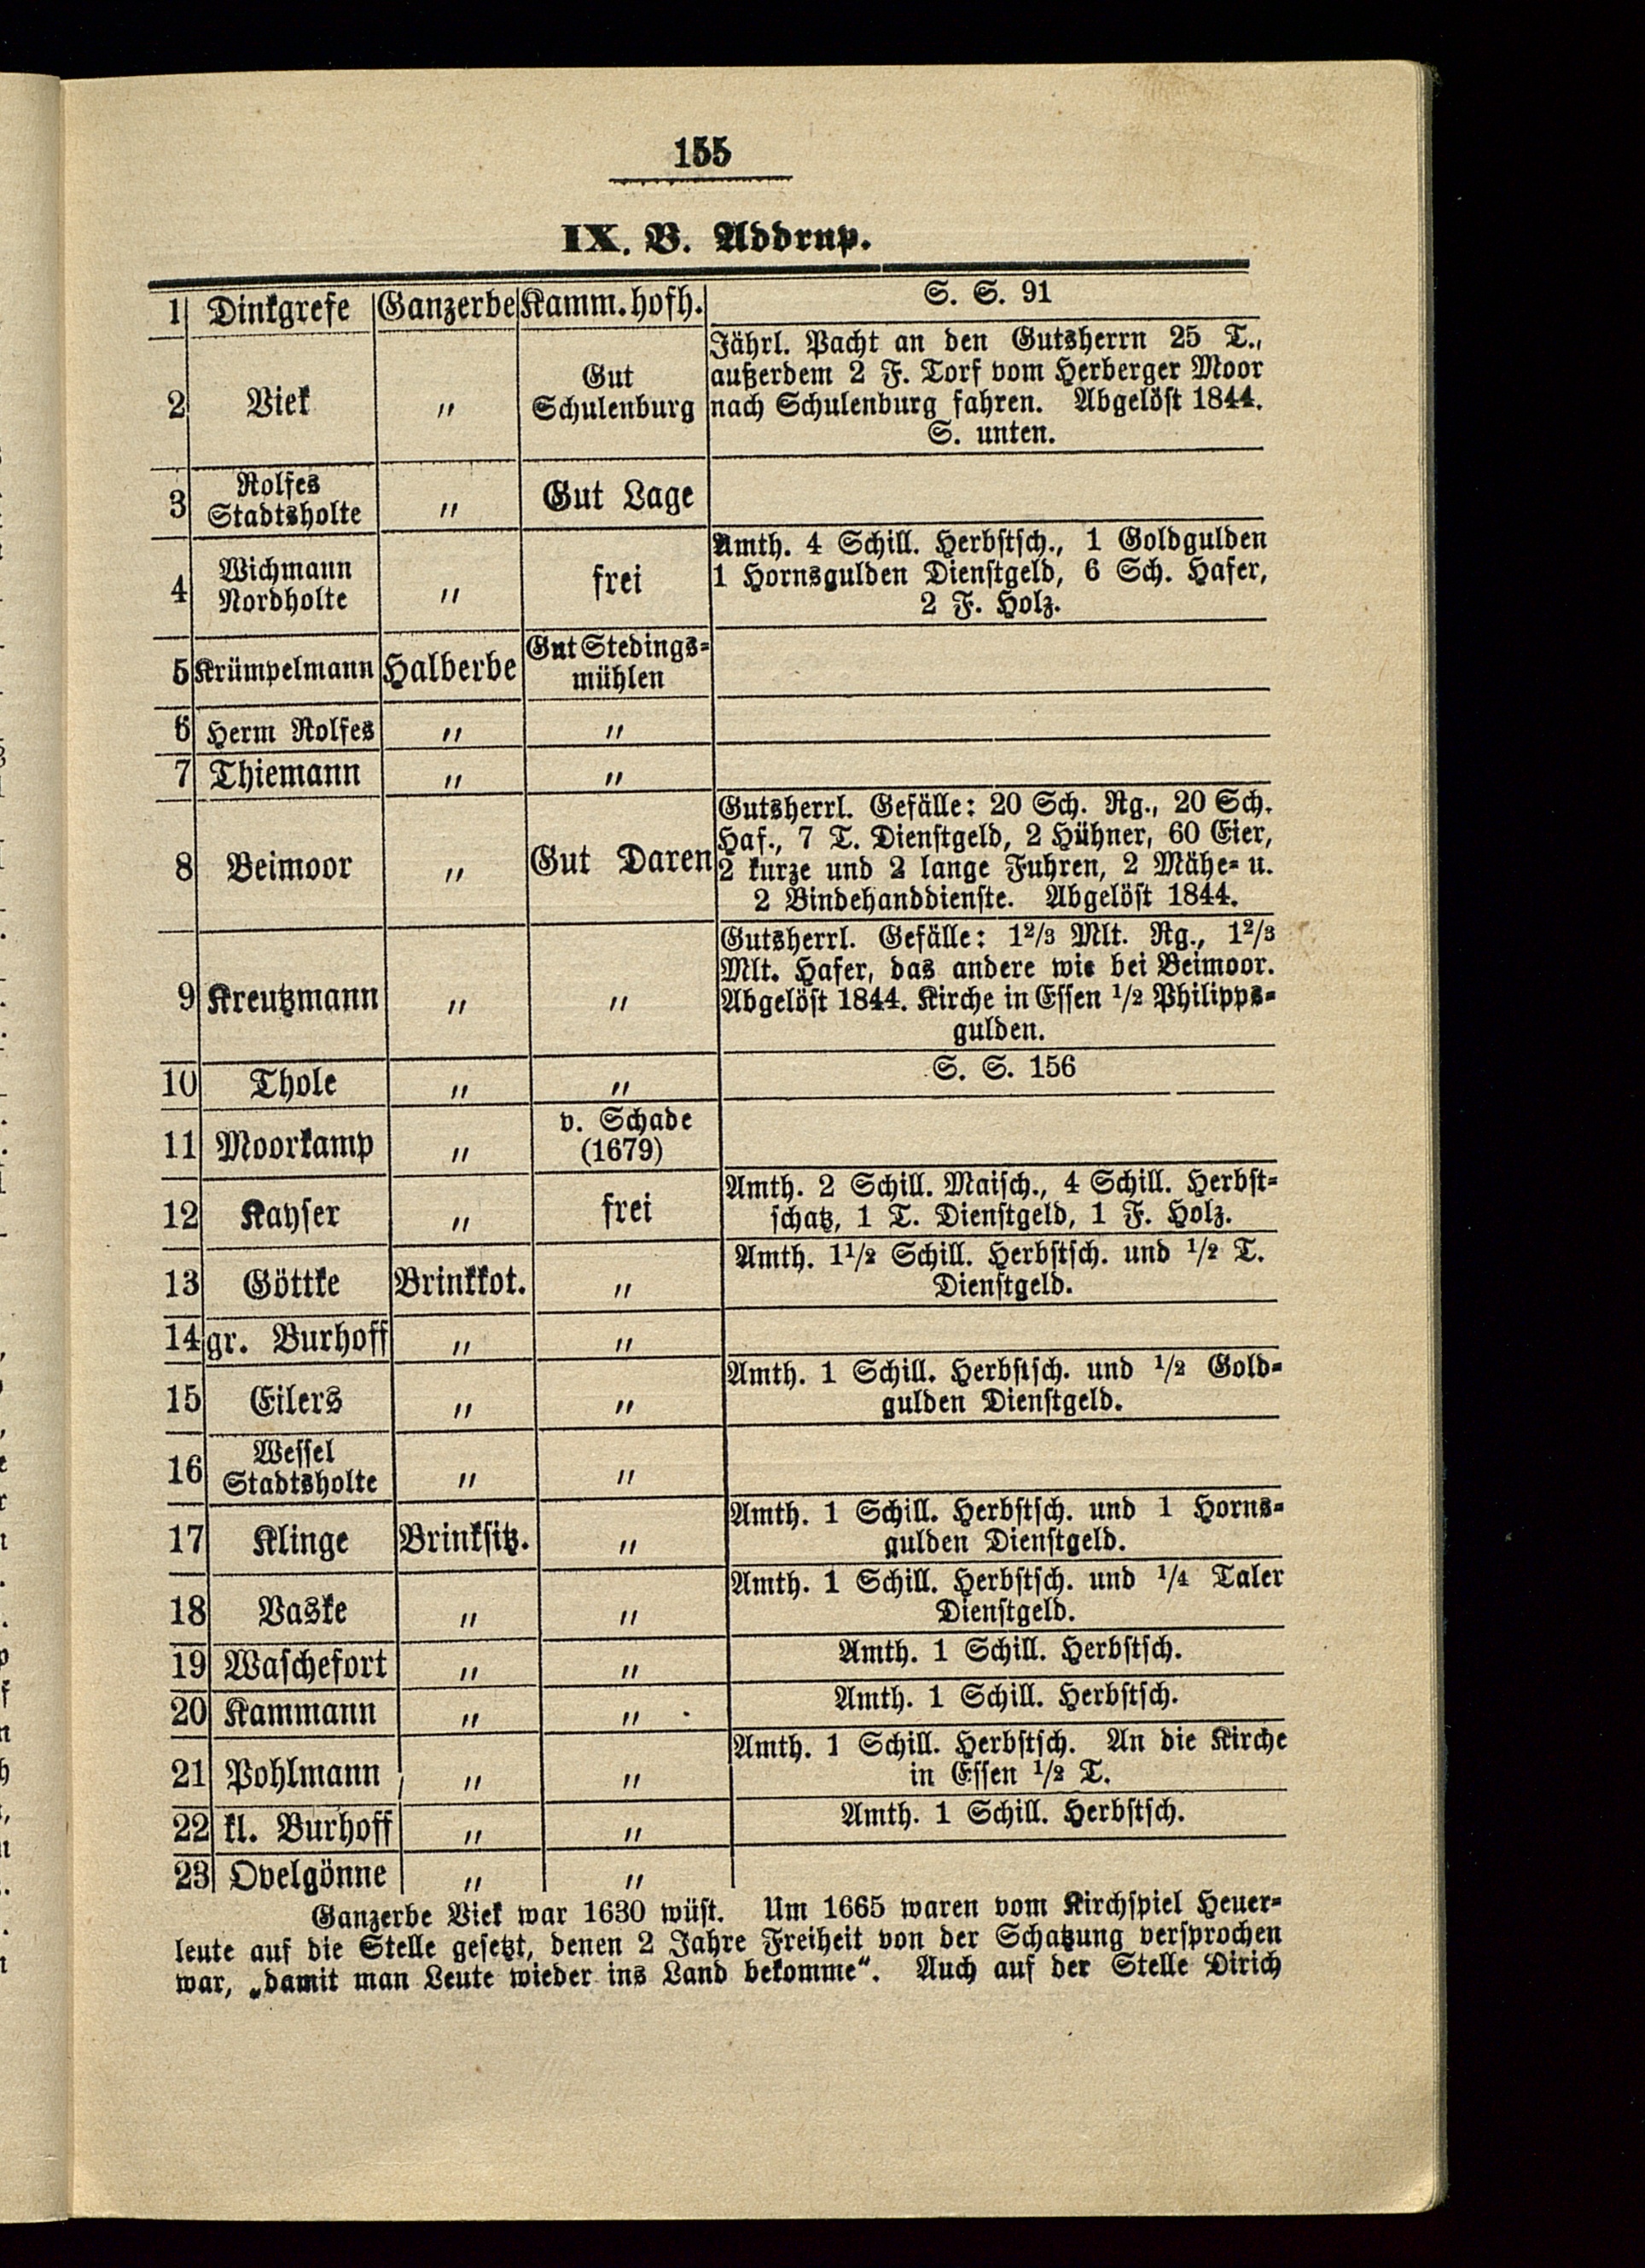 155
IX. B. Addrup.
1 Dinkgrefe Ganzerbe Kamm. hofh. S. S. 91
2 Viek " Gut Schulenburg Jährl. Pacht an den Gutsherrn 25 T.,
außerdem 2 F. Torf vom Herberger Moor
nach Schulenburg fahren. Abgelöst 1844.
S. unten.
3 Rolfes Stadtsholte " Gut Lage
4 Wichmann Nordholte " frei Amth. 4 Schill. Herbstsch., 1 Goldgulden
1 Hornsgulden Dienstgeld, 6 Sch. Hafer,
2 F. Holz.
5 Krümpelmann Halberbe Gut Stedings-
mühlen
6 Herm Rolfes " "
7 Thiemann " "
8 Beimoor " Gut Daren Gutsherrl. Gefälle: 20 Sch. Rg., 20 Sch.
Haf., 7 T. Dienstgeld, 2 Hühner, 60 Eier,
2 kurze und 2 lange Fuhren, 2 Mähe- u.
2 Bindehanddienste. Abgelöst 1844.
9 Kreutzmann " " Gutsherrl. Gefälle: 1 2/3 Mlt. Rg., 1 2/3
Mlt. Hafer, das andere wie bei Beimoor.
Abgelöst 1844. Kirche in Essen 1/2 Philipps-
gulden.
10 Thole " " S. S. 156
11 Moorkamp " v. Schade
(1679)
12 Kayser " frei Amth. 2 Schill. Maisch., 4 Schill. Herbst-
schatz, 1 T. Dienstgeld, 1 F. Holz.
13 Göttke Brinkkot. " Amth. 1 1/2 Schill. Herbstsch. und 1/2 T.
Dienstgeld.
14 gr. Burhoff " "
15 Eilers " " Amth. 1 Schill. Herbstsch. und 1/2 Gold-
gulden Dienstgeld.
16 Wessel Stadtsholte " "
17 Klinge Brinksitz. " Amth. 1 Schill. Herbstsch. und 1 Horns-
gulden Dienstgeld.
18 Vaske " " Amth. 1 Schill. Herbstsch. und 1/4 Taler
Dienstgeld.
19 Waschefort " " Amth. 1 Schill. Herbstsch.
20 Kammann " " Amth. 1 Schill. Herbstsch.
21 Pohlmann " " Amth. 1 Schill. Herbstsch. An die Kirche
in Essen 1/2 T.
22 kl. Burhoff " " Amth. 1 Schill. Herbstsch.
23 Ovelgönne " "
Ganzerbe Viek war 1630 wüst. Um 1665 waren vom Kirchspiel Heuer-
leute auf die Stelle gesetzt, denen 2 Jahre Freiheit von der Schatzung versprochen
war, „damit man Leute wieder ins Land bekomme“. Auch auf der Stelle Dirich